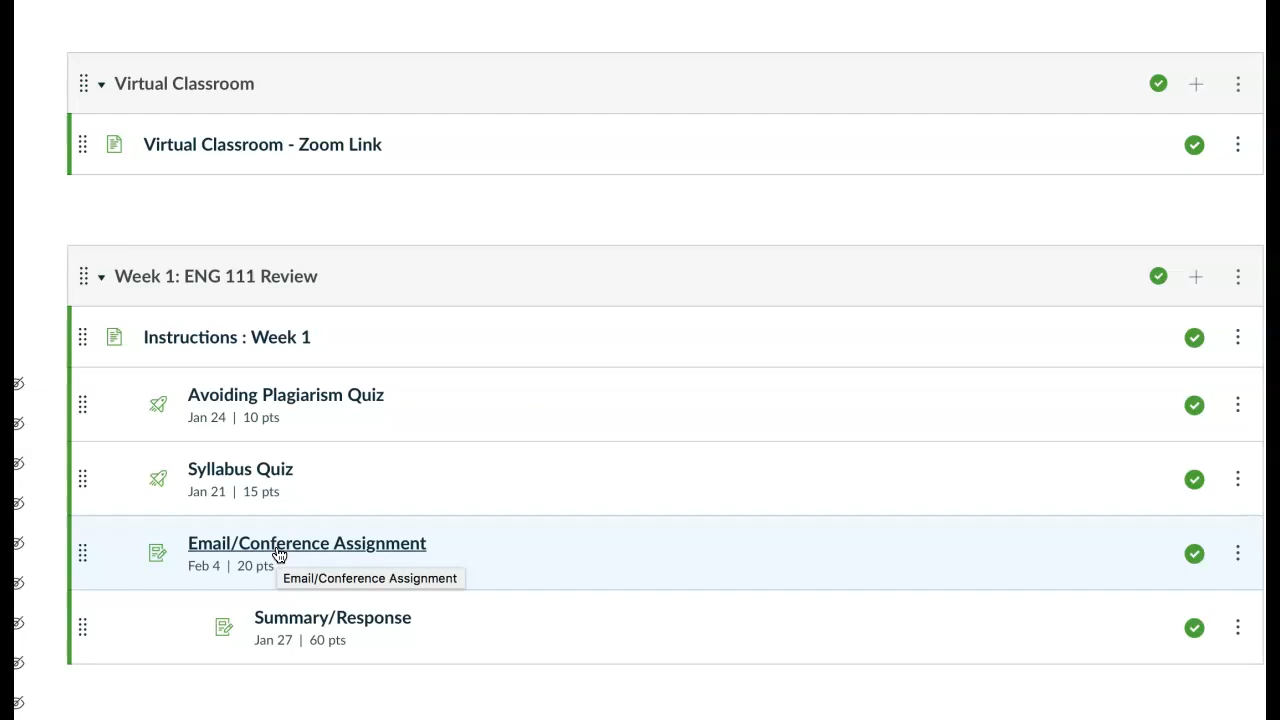 Virtual Classroom
Virtual Classroom - Zoom Link
Week 1: ENG 111 Review
Instructions : Week 1
Avoiding Plagiarism Quiz
Jan 24 | 10 pts
Syllabus Quiz
Jan 21 | 15 pts
Email/Conference Assignment
Feb 4 | 20 pts
Email/Conference Assignment
Summary/Response
Jan 27 | 60 pts